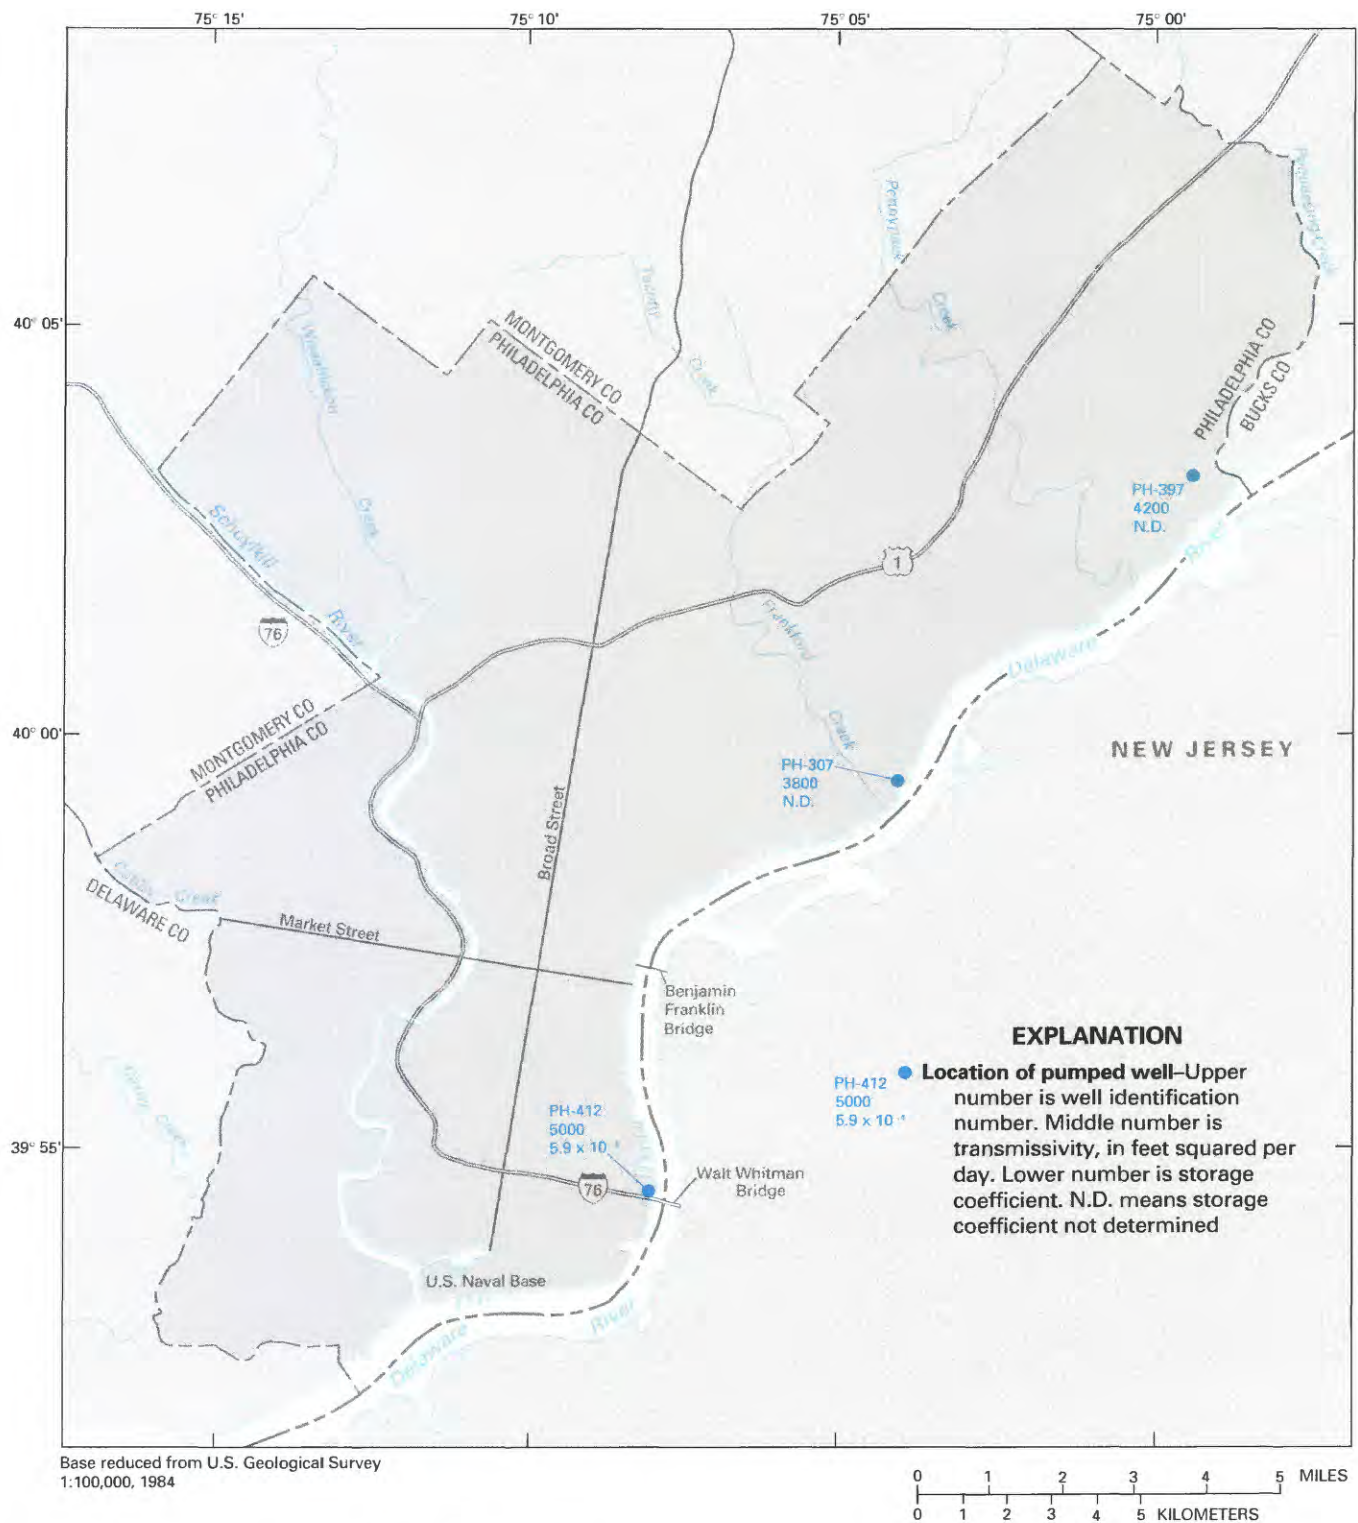 75° 15'
75° 10'
75° 05'
75° 00'
Poquessing Creek
Pennypack
Creek
Tacony
Creek
40° 05'
Wissahickon
Creek
MONTGOMERY CO
PHILADELPHIA CO
PHILADELPHIA CO
BUCKS CO
PH-397
4200
N.D.
River
Schuylkill
River
76
1
Frankford
Creek
Delaware
40° 00'
MONTGOMERY CO
PHILADELPHIA CO
NEW JERSEY
PH-307
3800
N.D.
Broad Street
Creek
DELAWARE CO
Market Street
Benjamin
Franklin
Bridge
EXPLANATION
PH-412
5000
Location of pumped well–Upper
number is well identification
number. Middle number is
transmissivity, in feet squared per
day. Lower number is storage
coefficient. N.D. means storage
coefficient not determined
5.9 x 10
Creek
PH-412
5000
5.9 x 10
39° 55'
76
Walt Whitman
Bridge
U.S. Naval Base
Delaware
River
Base reduced from U.S. Geological Survey
1:100,000, 1984
0 1 2 3 4 5 MILES
0 1 2 3 4 5 KILOMETERS